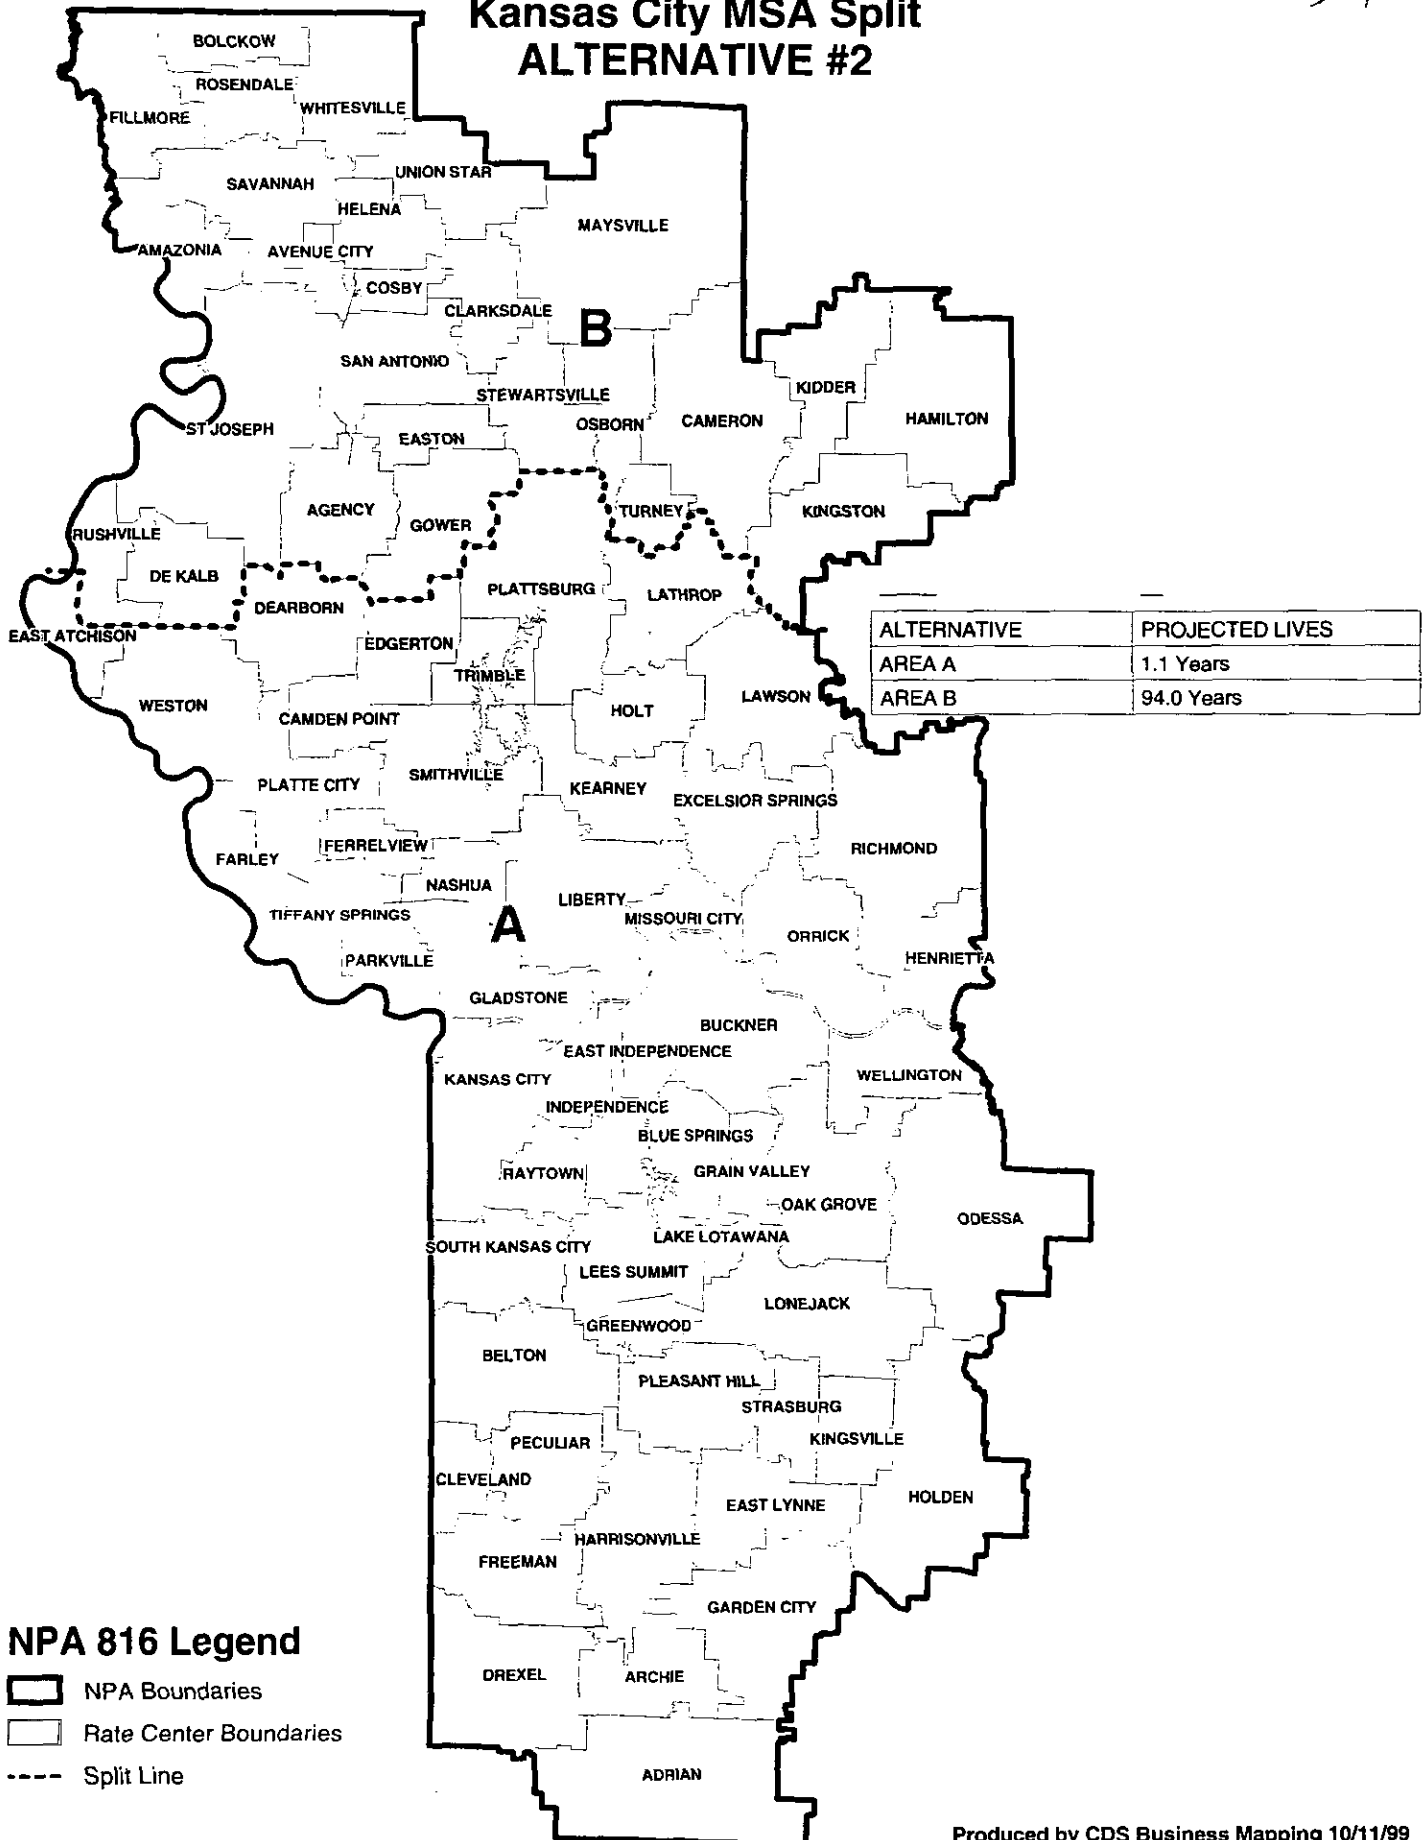 Kansas City MSA Split
ALTERNATIVE #2
BOLCKOW
ROSENDALE
WHITESVILLE
FILLMORE
UNION STAR
SAVANNAH
HELENA
MAYSVILLE
AMAZONIA
AVENUE CITY
COSBY
CLARKSDALE
B
SAN ANTONIO
KIDDER
STEWARTSVILLE
HAMILTON
CAMERON
OSBORN
ST JOSEPH
EASTON
AGENCY
TURNEY
KINGSTON
GOWER
RUSHVILLE
DE KALB
PLATTSBURG
LATHROP
DEARBORN
ALTERNATIVE PROJECTED LIVES
EAST ATCHISON
EDGERTON
AREA A 1.1 Years
TRIMBLE
LAWSON
AREA B 94.0 Years
WESTON
HOLT
CAMDEN POINT
SMITHVILLE
PLATTE CITY
KEARNEY
EXCELSIOR SPRINGS
FERRELVIEW
RICHMOND
FARLEY
NASHUA
LIBERTY
TIFFANY SPRINGS
MISSOURI CITY
A
ORRICK
HENRIETTA
PARKVILLE
GLADSTONE
BUCKNER
EAST INDEPENDENCE
WELLINGTON
KANSAS CITY
INDEPENDENCE
BLUE SPRINGS
GRAIN VALLEY
RAYTOWN
OAK GROVE
ODESSA
LAKE LOTAWANA
SOUTH KANSAS CITY
LEES SUMMIT
LONEJACK
GREENWOOD
BELTON
PLEASANT HILL
STRASBURG
KINGSVILLE
PECULIAR
CLEVELAND
HOLDEN
EAST LYNNE
HARRISONVILLE
FREEMAN
GARDEN CITY
NPA 816 Legend
DREXEL
ARCHIE
NPA Boundaries
Rate Center Boundaries
Split Line
ADRIAN
Produced by CDS Business Mapping 10/11/99